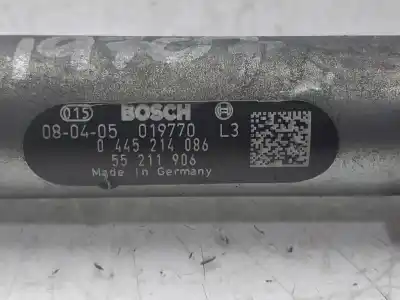 015 BOSCH
08-04-05 019770 L3
0 445 214 086
55 211 906
Made in Germany